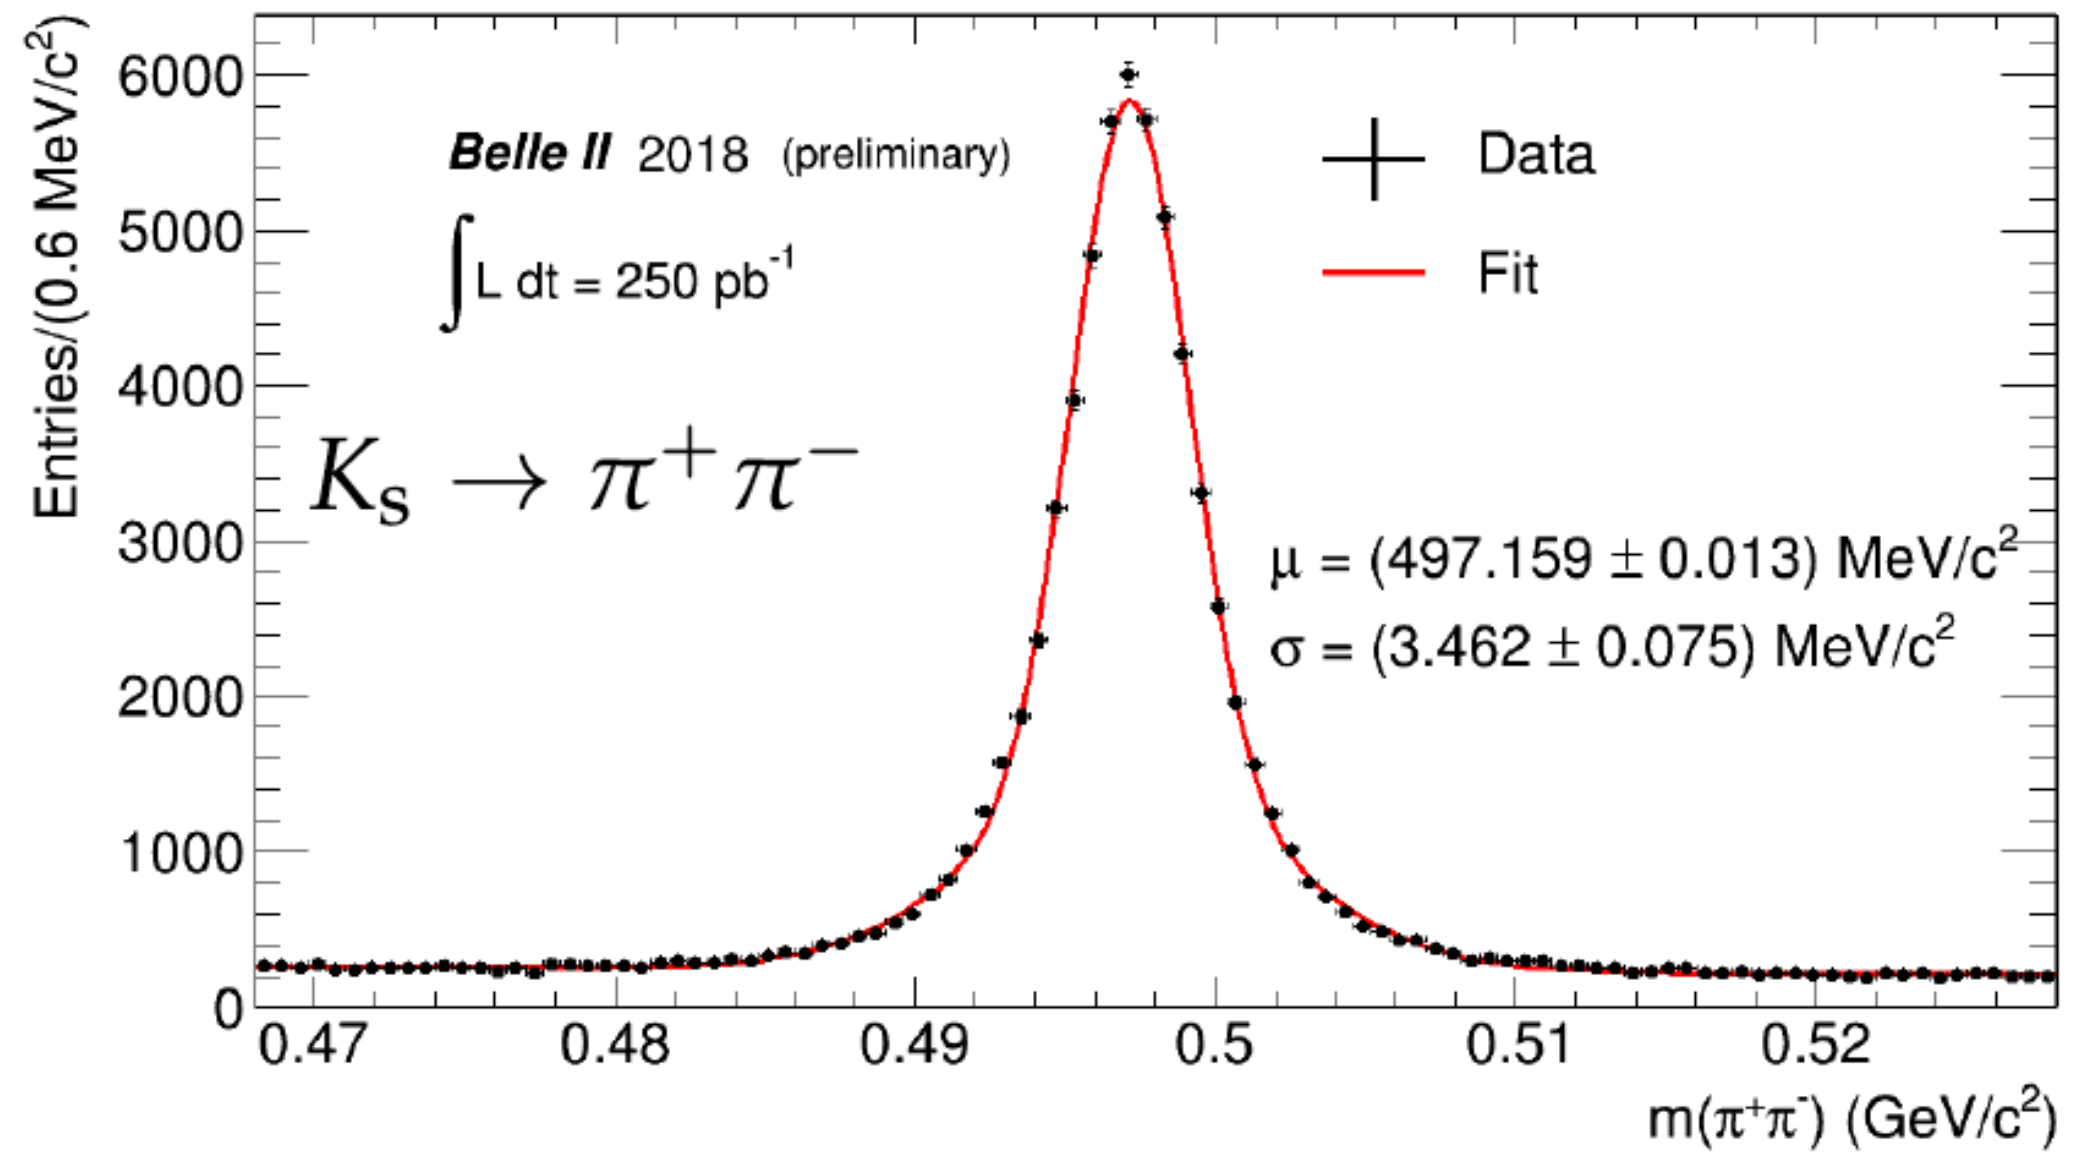 Entries/(0.6 MeV/c²)
6000
5000
4000
3000
2000
1000
0
Belle II 2018 (preliminary)
∫L dt = 250 pb⁻¹
Kₛ → π⁺π⁻
Data
Fit
μ = (497.159 ± 0.013) MeV/c²
σ = (3.462 ± 0.075) MeV/c²
0.47 0.48 0.49 0.5 0.51 0.52
m(π⁺π⁻) (GeV/c²)